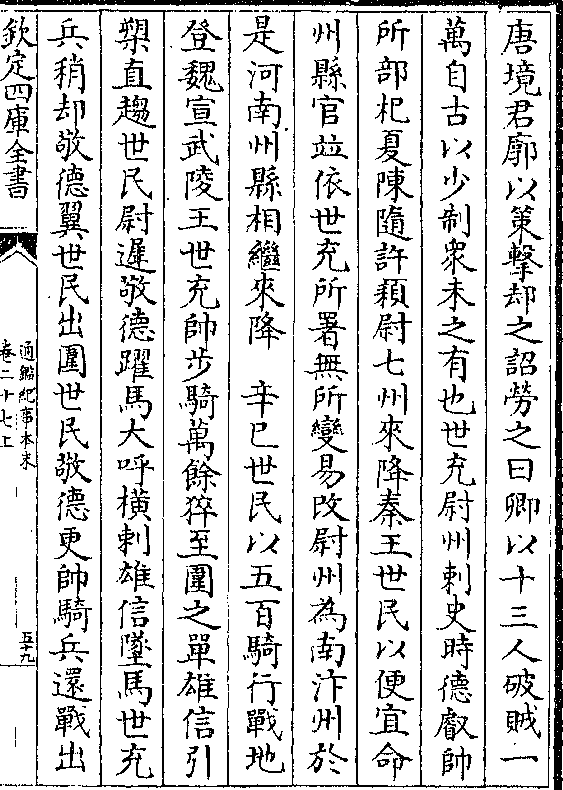 唐境君廓以策擊却之詔勞之曰卿以十三人破賊一
萬自古以少制衆未之有也世充尉州刺史時德叡帥
所部杞夏陳隨許潁尉七州來降秦王世民以便宜命
州縣官並依世充所署無所變易改尉州為南汴州於
是河南州縣相繼來降　辛巳世民以五百騎行戰地
登魏宣武陵王世充帥步騎萬餘猝至圍之單雄信引
槊直趨世民尉遲敬德躍馬大呼橫刺雄信墜馬世充
兵稍却敬德翼世民出圍世民敬德更帥騎兵還戰出
欽定四庫全書
通鑑紀事本末
卷二十七上
五十九